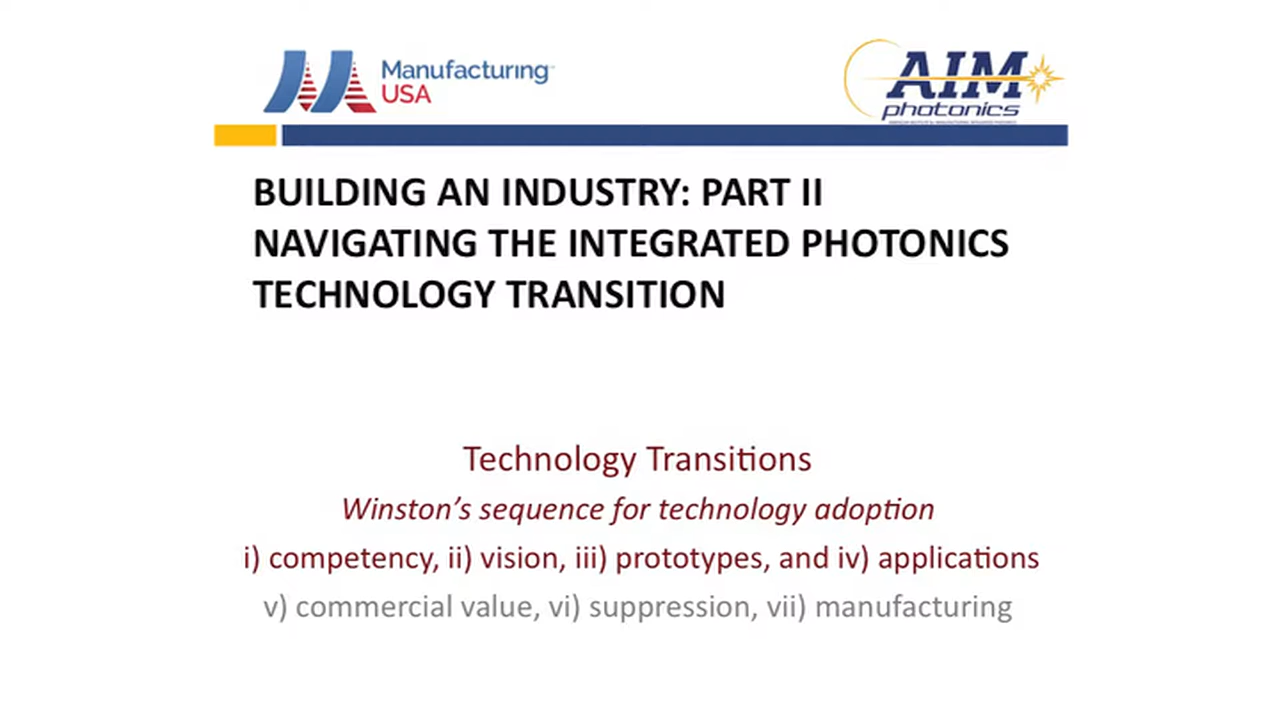 Manufacturing
USA
AIM
photonics
BUILDING AN INDUSTRY: PART II
NAVIGATING THE INTEGRATED PHOTONICS
TECHNOLOGY TRANSITION
Technology Transitions
Winston's sequence for technology adoption
i) competency, ii) vision, iii) prototypes, and iv) applications
v) commercial value, vi) suppression, vii) manufacturing